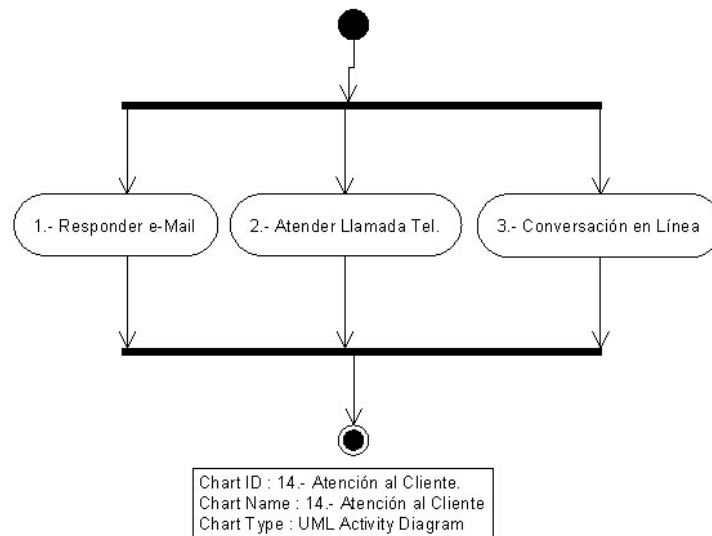 1.- Responder e-Mail
2.- Atender Llamada Tel.
3.- Conversación en Línea
Chart ID : 14.- Atención al Cliente.
Chart Name : 14.- Atención al Cliente
Chart Type : UML Activity Diagram